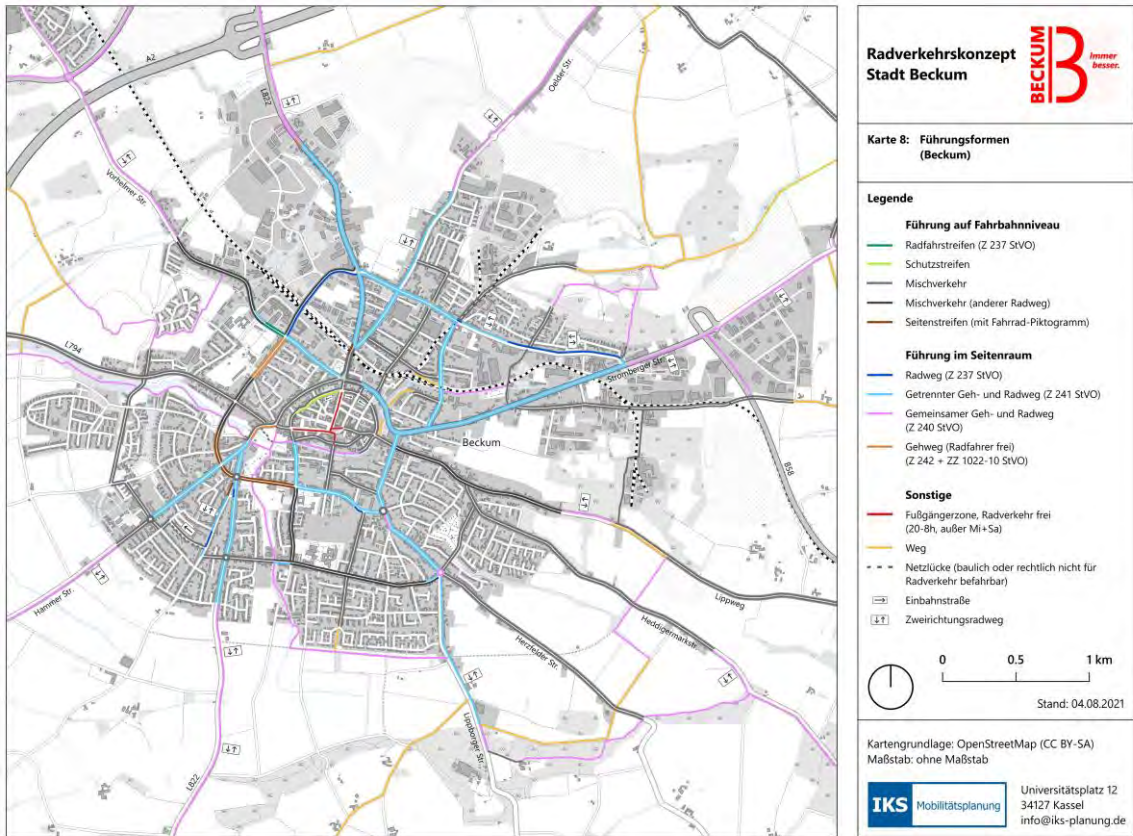 A2
L822
Oelder Str.
Vorhelmer Str.
L794
Stromberger Str.
Beckum
B58
Hammer Str.
Lippweg
Heddigermarkstr.
Herzfelder Str.
Lippborger Str.
L822
Radverkehrskonzept
Stadt Beckum
BECKUM
B
Immer
besser.
Karte 8: Führungsformen
(Beckum)
Legende
Führung auf Fahrbahnniveau
Radfahrstreifen (Z 237 StVO)
Schutzstreifen
Mischverkehr
Mischverkehr (anderer Radweg)
Seitenstreifen (mit Fahrrad-Piktogramm)
Führung im Seitenraum
Radweg (Z 237 StVO)
Getrennter Geh- und Radweg (Z 241 StVO)
Gemeinsamer Geh- und Radweg
(Z 240 StVO)
Gehweg (Radfahrer frei)
(Z 242 + ZZ 1022-10 StVO)
Sonstige
Fußgängerzone, Radverkehr frei
(20-8h, außer Mi+Sa)
Weg
Netzlücke (baulich oder rechtlich nicht für
Radverkehr befahrbar)
Einbahnstraße
Zweirichtungsradweg
0 0.5 1 km
Stand: 04.08.2021
Kartengrundlage: OpenStreetMap (CC BY-SA)
Maßstab: ohne Maßstab
IKS Mobilitätsplanung
Universitätsplatz 12
34127 Kassel
info@iks-planung.de